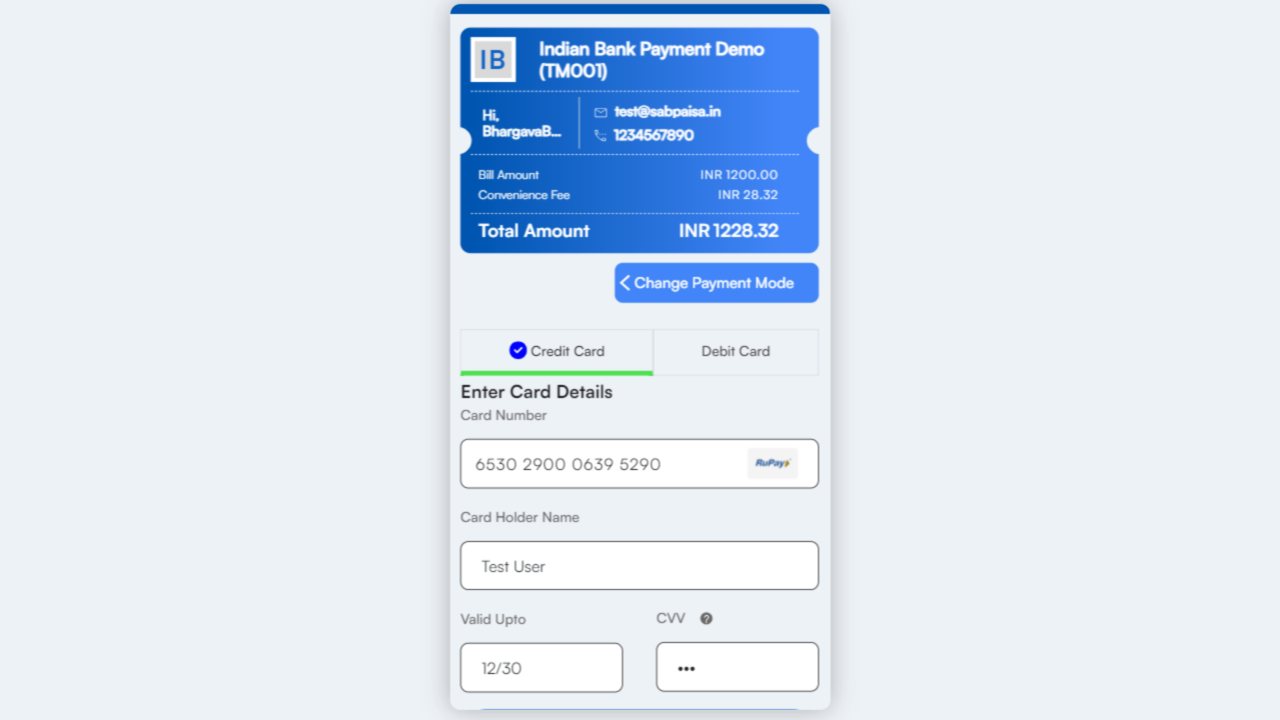 IB
Indian Bank Payment Demo
(TM001)
Hi,
BhargavaB...
test@sabpaisa.in
1234567890
Bill Amount INR 1200.00
Convenience Fee INR 28.32
Total Amount INR 1228.32
Change Payment Mode
Credit Card Debit Card
Enter Card Details
Card Number
6530 2900 0639 5290 RuPay
Card Holder Name
Test User
Valid Upto CVV ?
12/30 •••